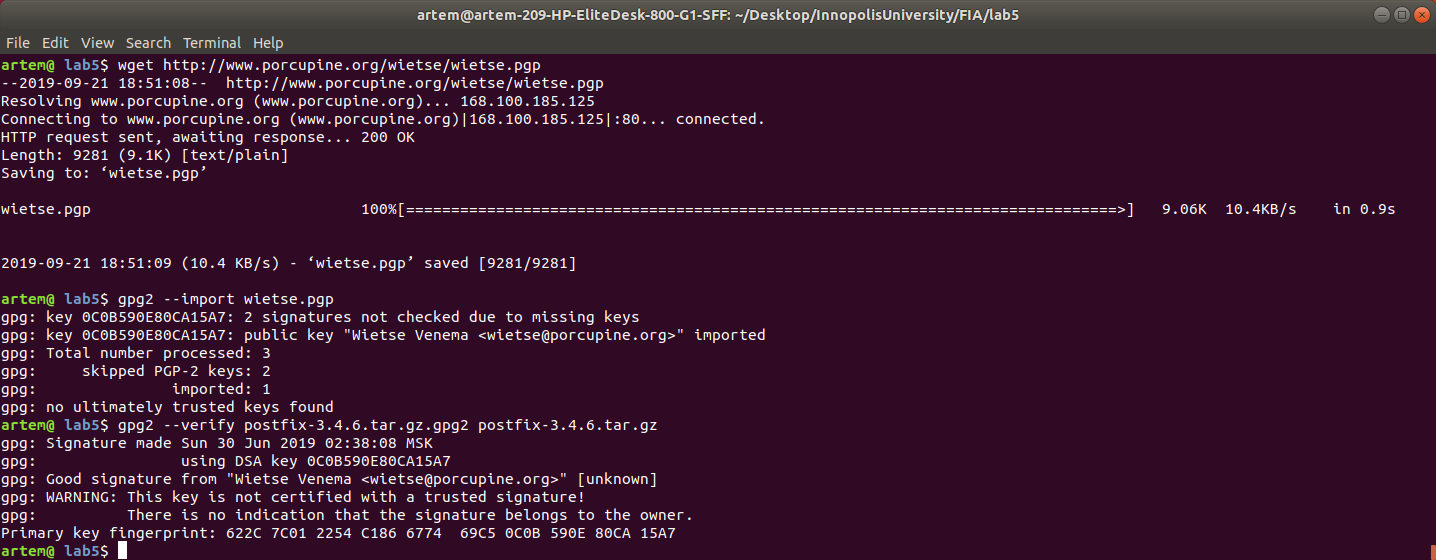 artem@artem-209-HP-EliteDesk-800-G1-SFF: ~/Desktop/InnopolisUniversity/FIA/lab5
File Edit View Search Terminal Help
artem@ lab5$ wget http://www.porcupine.org/wietse/wietse.pgp
--2019-09-21 18:51:08--  http://www.porcupine.org/wietse/wietse.pgp
Resolving www.porcupine.org (www.porcupine.org)... 168.100.185.125
Connecting to www.porcupine.org (www.porcupine.org)|168.100.185.125|:80... connected.
HTTP request sent, awaiting response... 200 OK
Length: 9281 (9.1K) [text/plain]
Saving to: ‘wietse.pgp’
wietse.pgp 100%[===============================================================================>] 9.06K 10.4KB/s in 0.9s
2019-09-21 18:51:09 (10.4 KB/s) - ‘wietse.pgp’ saved [9281/9281]
artem@ lab5$ gpg2 --import wietse.pgp
gpg: key 0C0B590E80CA15A7: 2 signatures not checked due to missing keys
gpg: key 0C0B590E80CA15A7: public key "Wietse Venema <wietse@porcupine.org>" imported
gpg: Total number processed: 3
gpg:     skipped PGP-2 keys: 2
gpg:               imported: 1
gpg: no ultimately trusted keys found
artem@ lab5$ gpg2 --verify postfix-3.4.6.tar.gz.gpg2 postfix-3.4.6.tar.gz
gpg: Signature made Sun 30 Jun 2019 02:38:08 MSK
gpg:                using DSA key 0C0B590E80CA15A7
gpg: Good signature from "Wietse Venema <wietse@porcupine.org>" [unknown]
gpg: WARNING: This key is not certified with a trusted signature!
gpg:          There is no indication that the signature belongs to the owner.
Primary key fingerprint: 622C 7C01 2254 C186 6774  69C5 0C0B 590E 80CA 15A7
artem@ lab5$